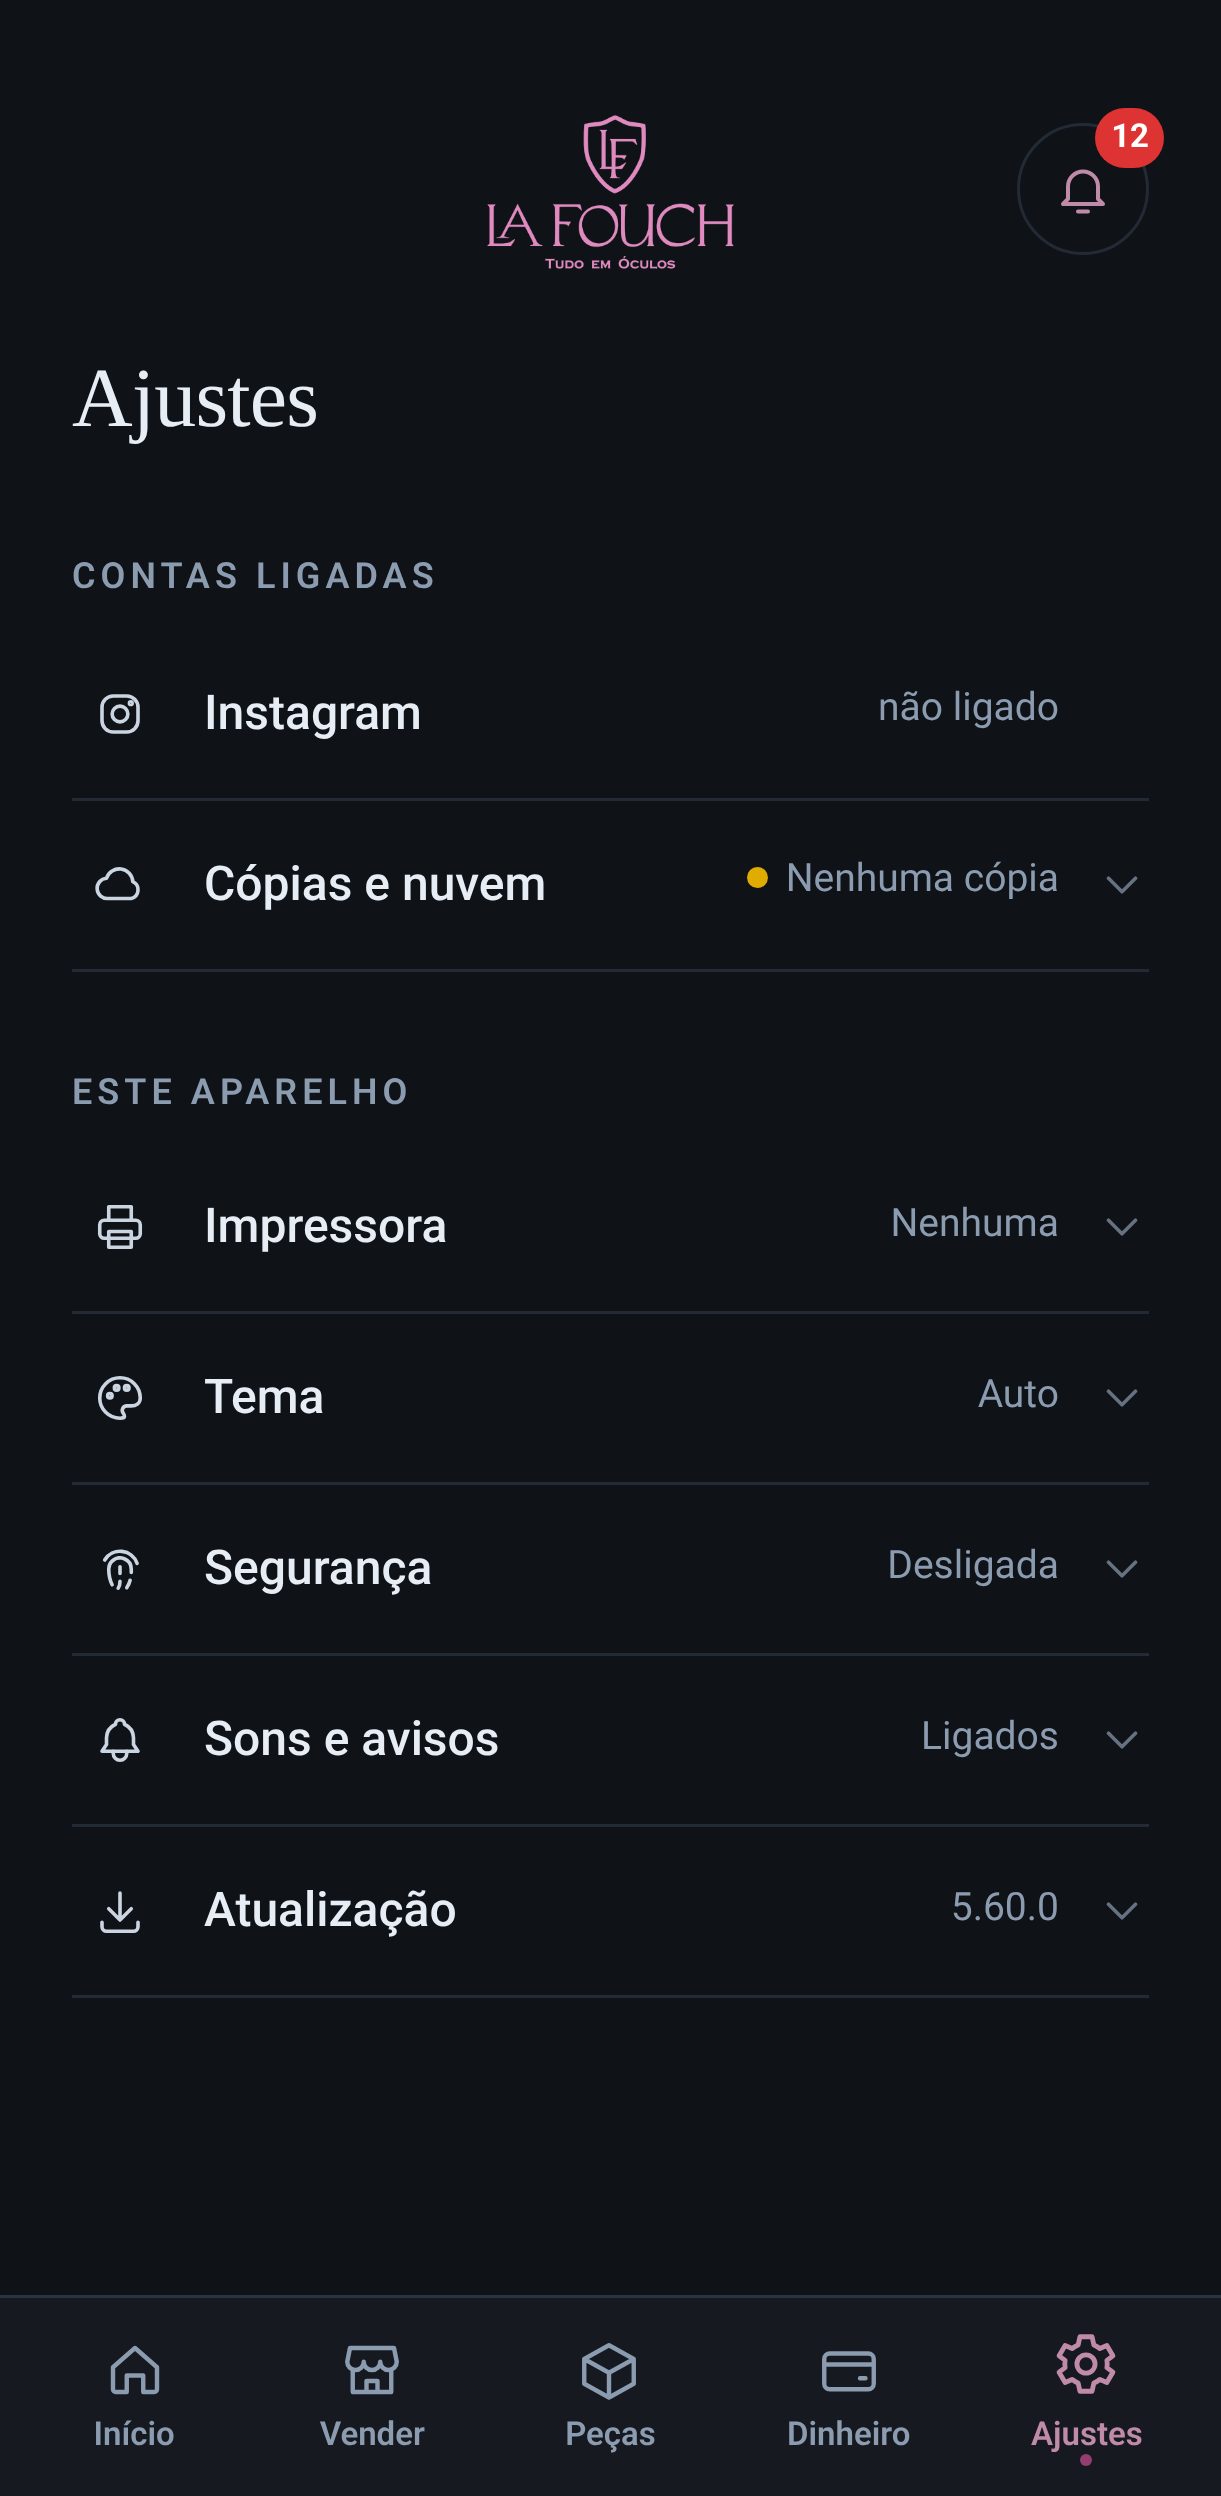 LF
LA FOUCH
TUDO EM ÓCULOS
12
Ajustes
CONTAS LIGADAS
Instagram não ligado
Cópias e nuvem Nenhuma cópia
ESTE APARELHO
Impressora Nenhuma
Tema Auto
Segurança Desligada
Sons e avisos Ligados
Atualização 5.60.0
Início Vender Peças Dinheiro Ajustes